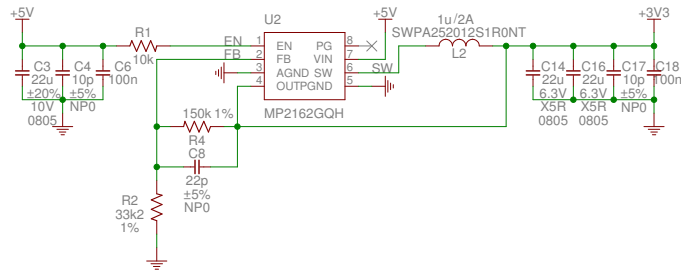 +5V
R1
10k
C3
22u
±20%
10V
0805
C4
10p
±5%
NP0
C6
100n
U2
EN
FB
1
2
3
4
EN
FB
AGND
OUT
PG
VIN
SW
PGND
8
7
6
5
MP2162GQH
+5V
SW
1u/2A
SWPA252012S1R0NT
L2
+3V3
C14
22u
6.3V
X5R
0805
C16
22u
6.3V
X5R
0805
C17
10p
±5%
NP0
C18
100n
150k 1%
R4
C8
22p
±5%
NP0
R2
33k2
1%